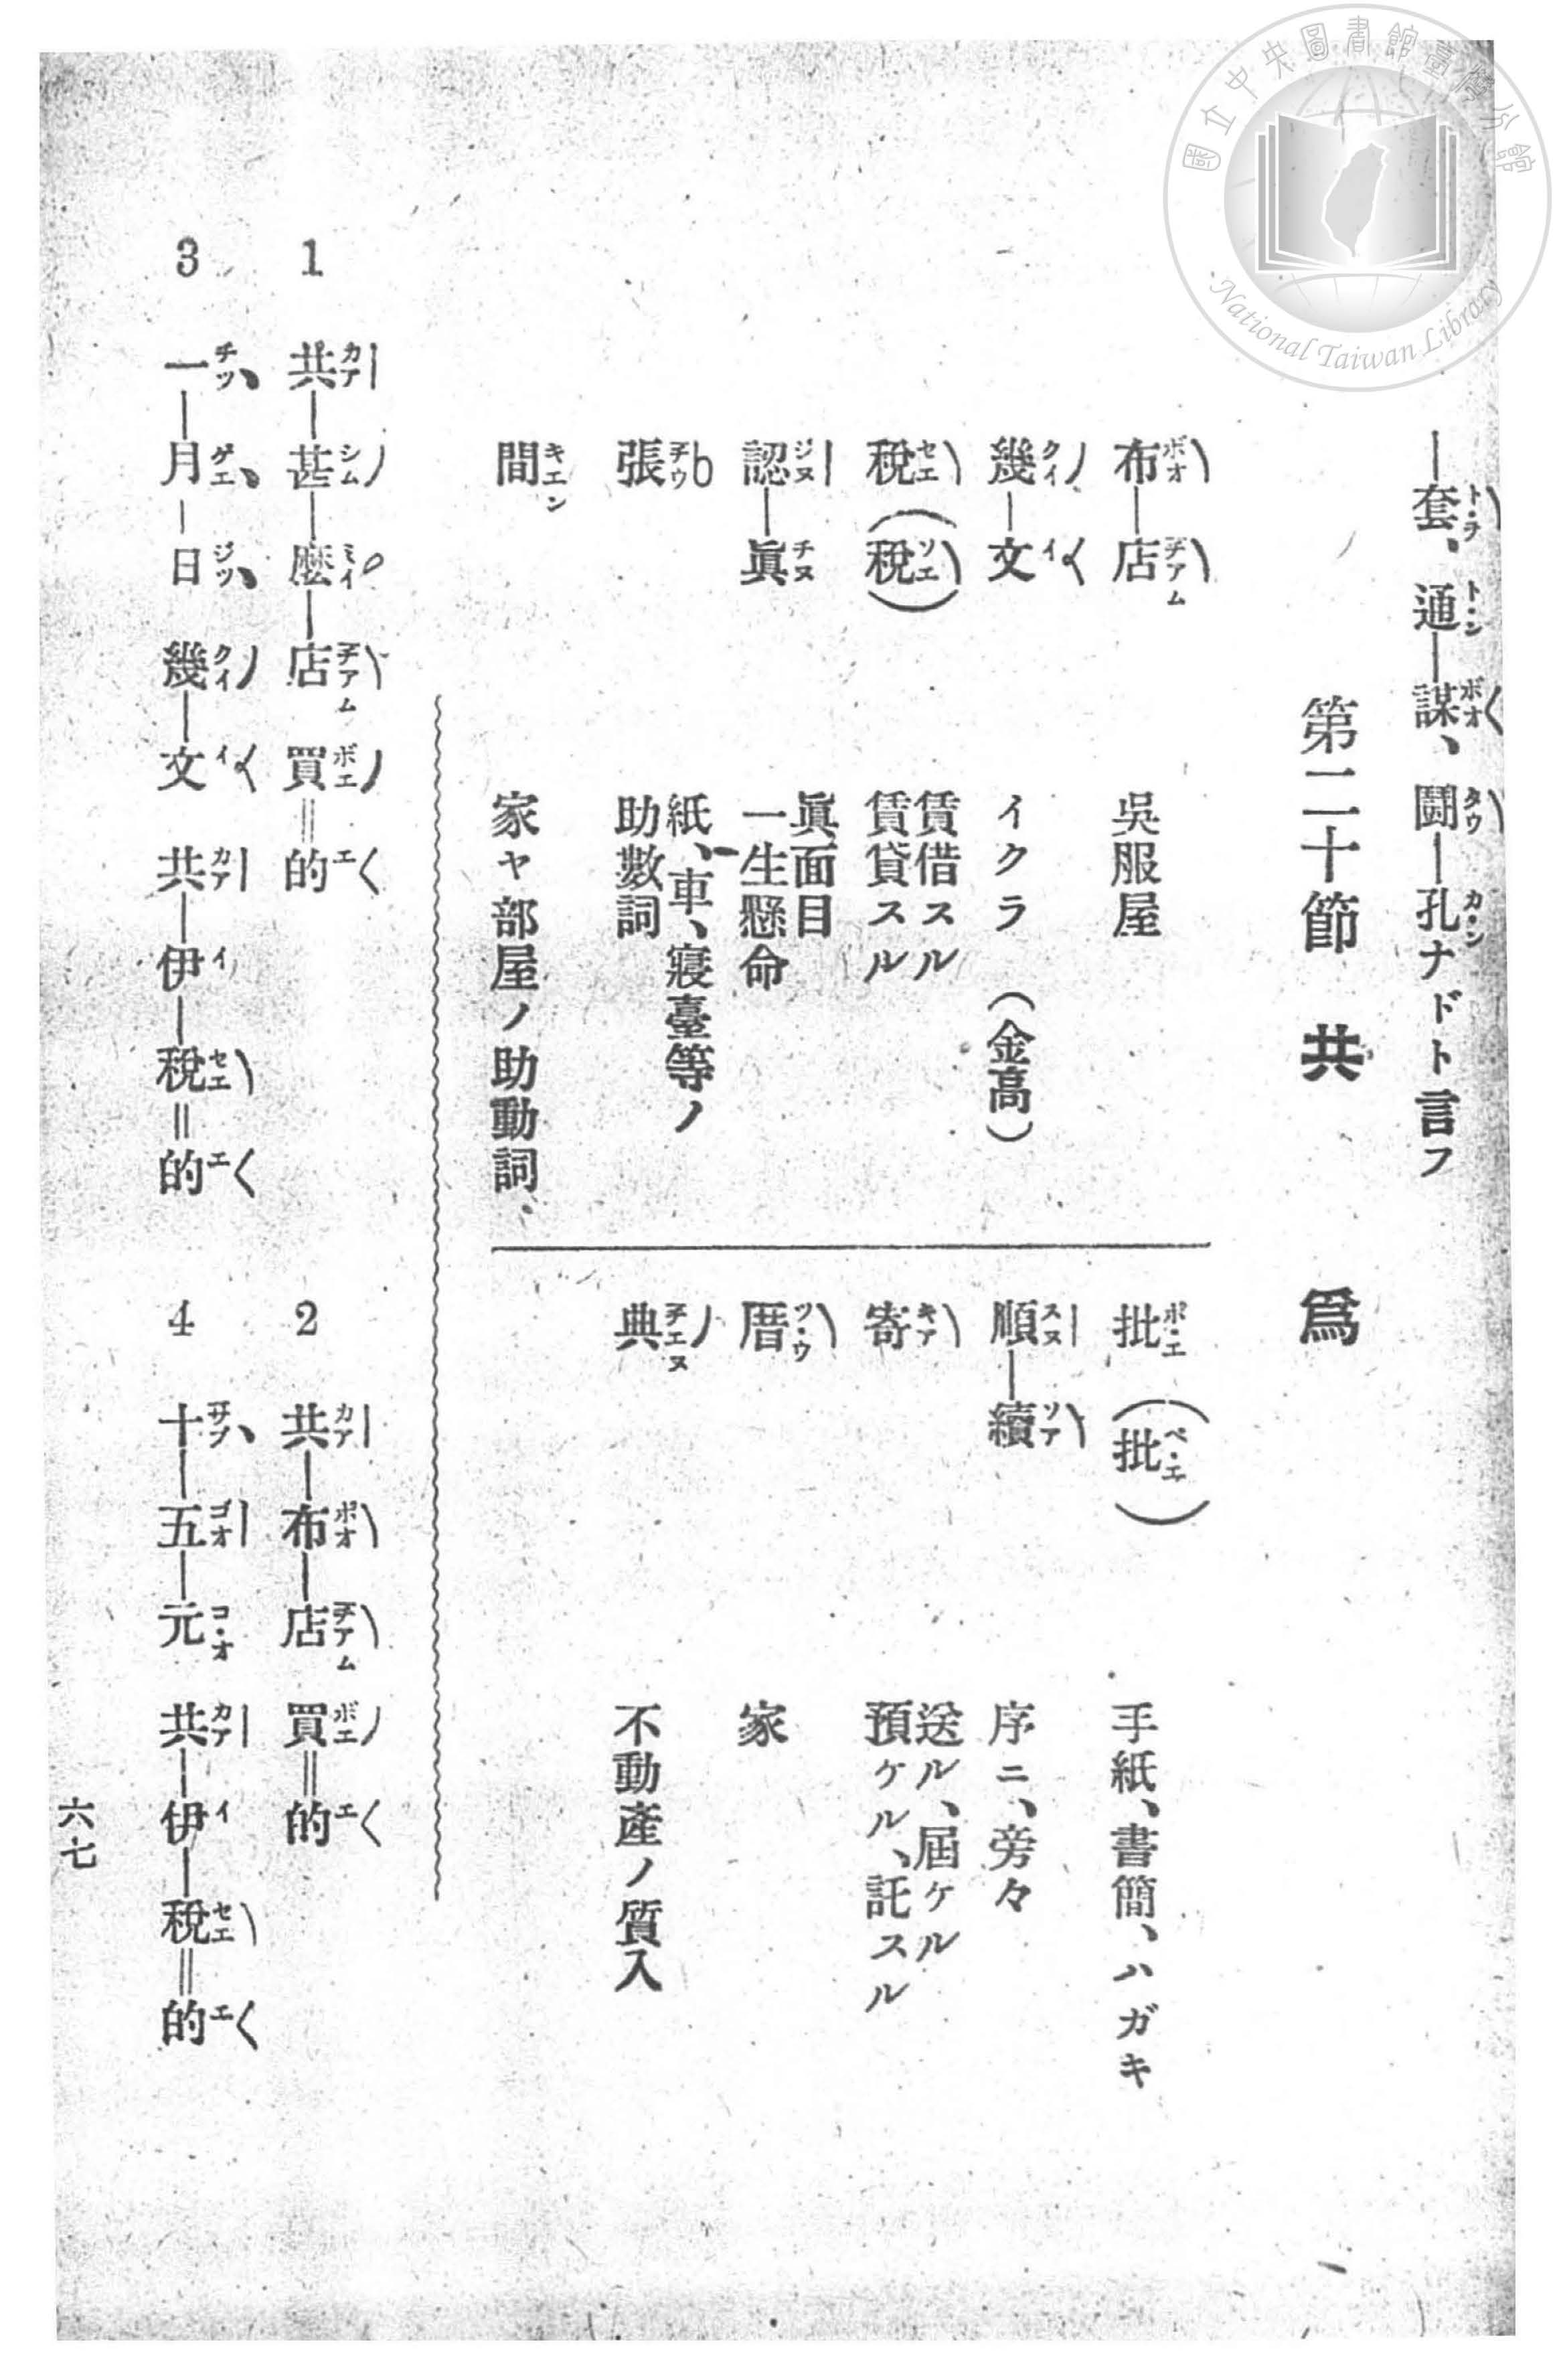 國立中央圖書館臺灣分館
National Taiwan Library
―套、通―謀、鬪―孔ナドト言フ
第二十節 共 爲
布―店 吳服屋
幾―文 イクラ (金高)
稅(稅) 賃借スル
賃貸スル
認―眞 眞面目
一生懸命
張 紙、車、寢臺等ノ
助數詞
間 家ヤ部屋ノ助動詞、
批(批) 手紙、書簡、ハガキ
順―續 序ニ、旁々
寄 送ル、屆ケル
預ケル、託スル
厝 家
典 不動產ノ質入
1 共―甚―麽―店 買=的
2 共―布―店 買=的
3 一―月―日 幾―文 共―伊―稅=的
4 十―五―元 共―伊―稅=的
六七